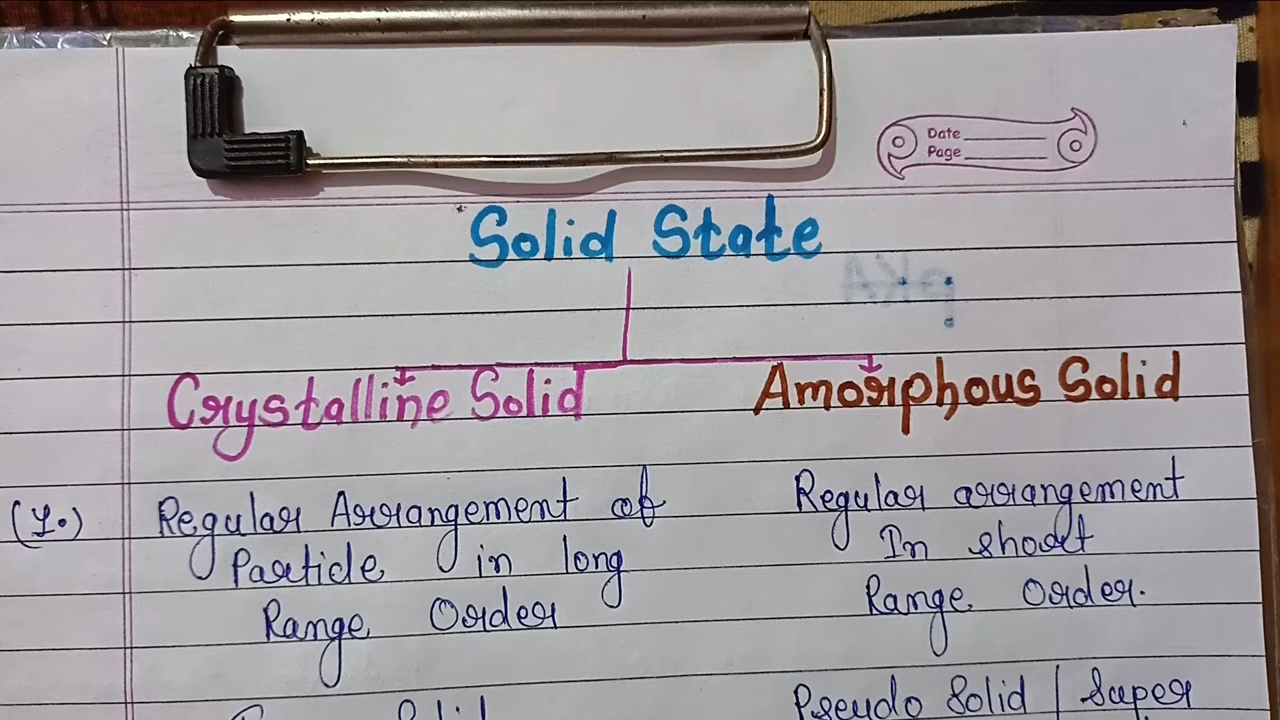 Date
Page
Solid State
Crystalline Solid Amorphous Solid
(1.) Regular Arrangement of Regular arrangement
Particle in long In short
Range Order Range Order.
Pseudo Solid / Super